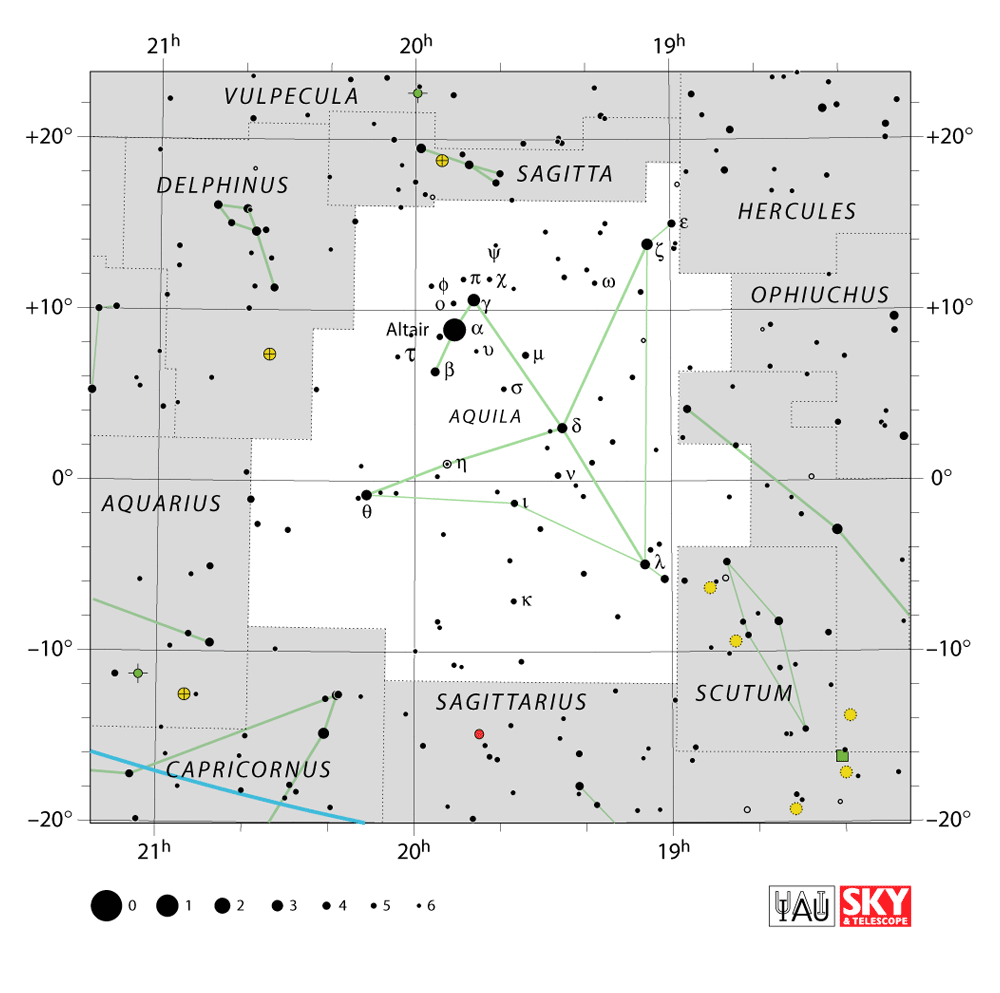 21h 20h 19h
VULPECULA
+20° +20°
SAGITTA
DELPHINUS
HERCULES
ε
ζ
ψ
π χ ω
ϕ
OPHIUCHUS
+10° ο γ +10°
Altair α
τ υ μ
β
σ
AQUILA
δ
η
ν
0° 0°
AQUARIUS
ι
θ
λ
κ
−10° −10°
SCUTUM
SAGITTARIUS
CAPRICORNUS
−20° −20°
21h 20h 19h
0 1 2 3 4 5 6
IAU
SKY
& TELESCOPE